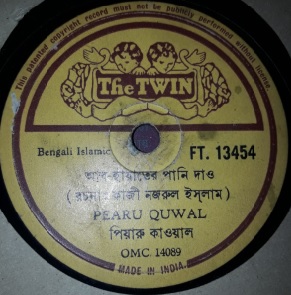 This patented copyright record must not be publicly performed without license.
The TWIN
Bengali Islamic
FT. 13454
আব-হায়াতের পানি দাও
(রচনা: কাজী নজরুল ইসলাম)
PEARU QUWAL
পিয়ারু কাওয়াল
OMC 14089
MADE IN INDIA.